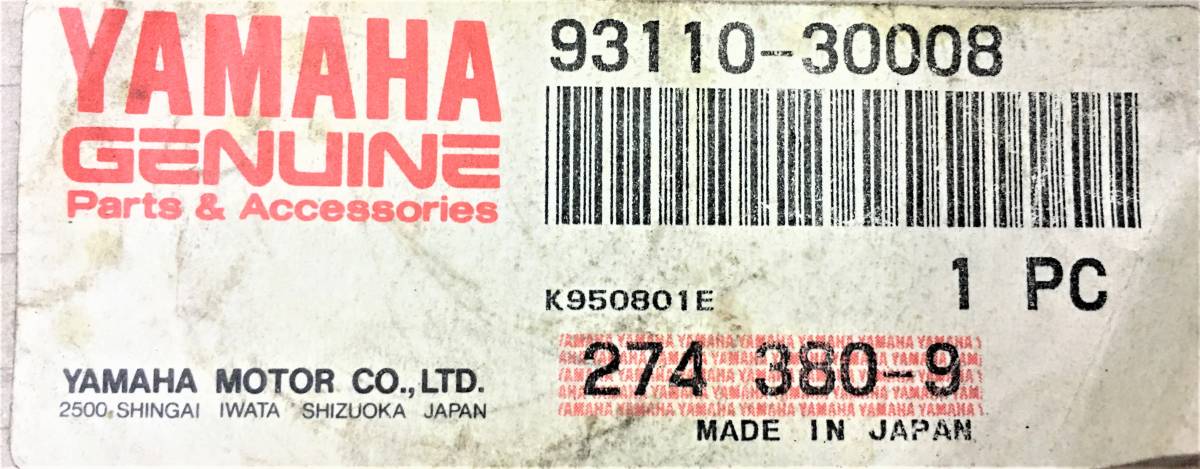 YAMAHA
GENUINE
Parts & Accessories
93110-30008
1 PC
K950801E
274 380-9
YAMAHA MOTOR CO.,LTD.
2500, SHINGAI IWATA SHIZUOKA JAPAN
MADE IN JAPAN